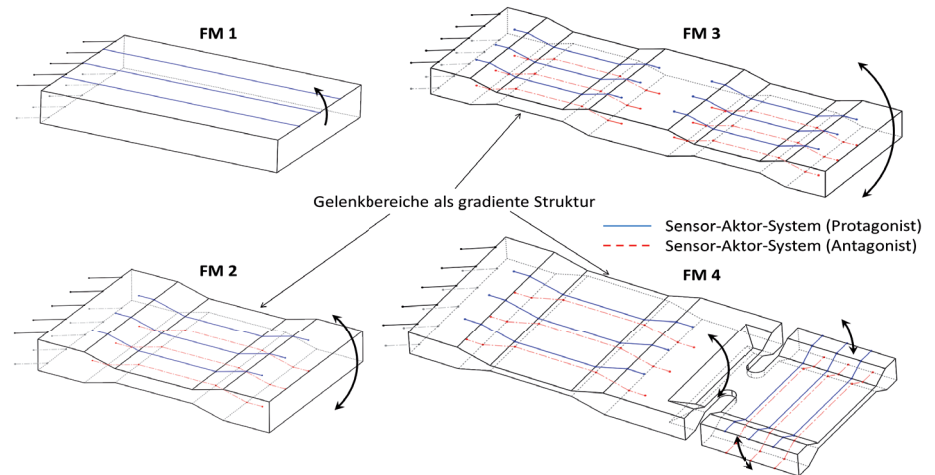 FM 1
FM 3
Gelenkbereiche als gradiente Struktur
Sensor-Aktor-System (Protagonist)
Sensor-Aktor-System (Antagonist)
FM 2
FM 4